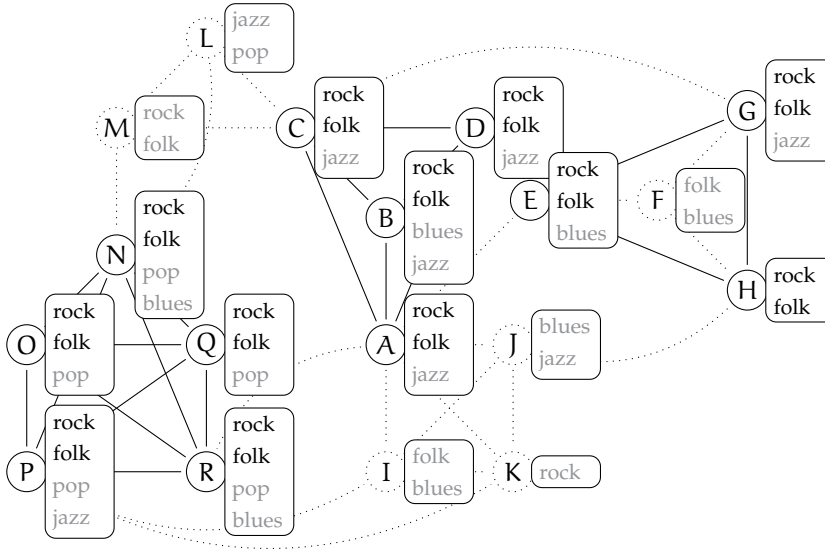 L
jazz
pop
M
rock
folk
C
rock
folk
jazz
D
rock
folk
jazz
G
rock
folk
jazz
B
rock
folk
blues
jazz
E
rock
folk
blues
F
folk
blues
N
rock
folk
pop
blues
H
rock
folk
O
rock
folk
pop
Q
rock
folk
pop
A
rock
folk
jazz
J
blues
jazz
P
rock
folk
pop
jazz
R
rock
folk
pop
blues
I
folk
blues
K
rock